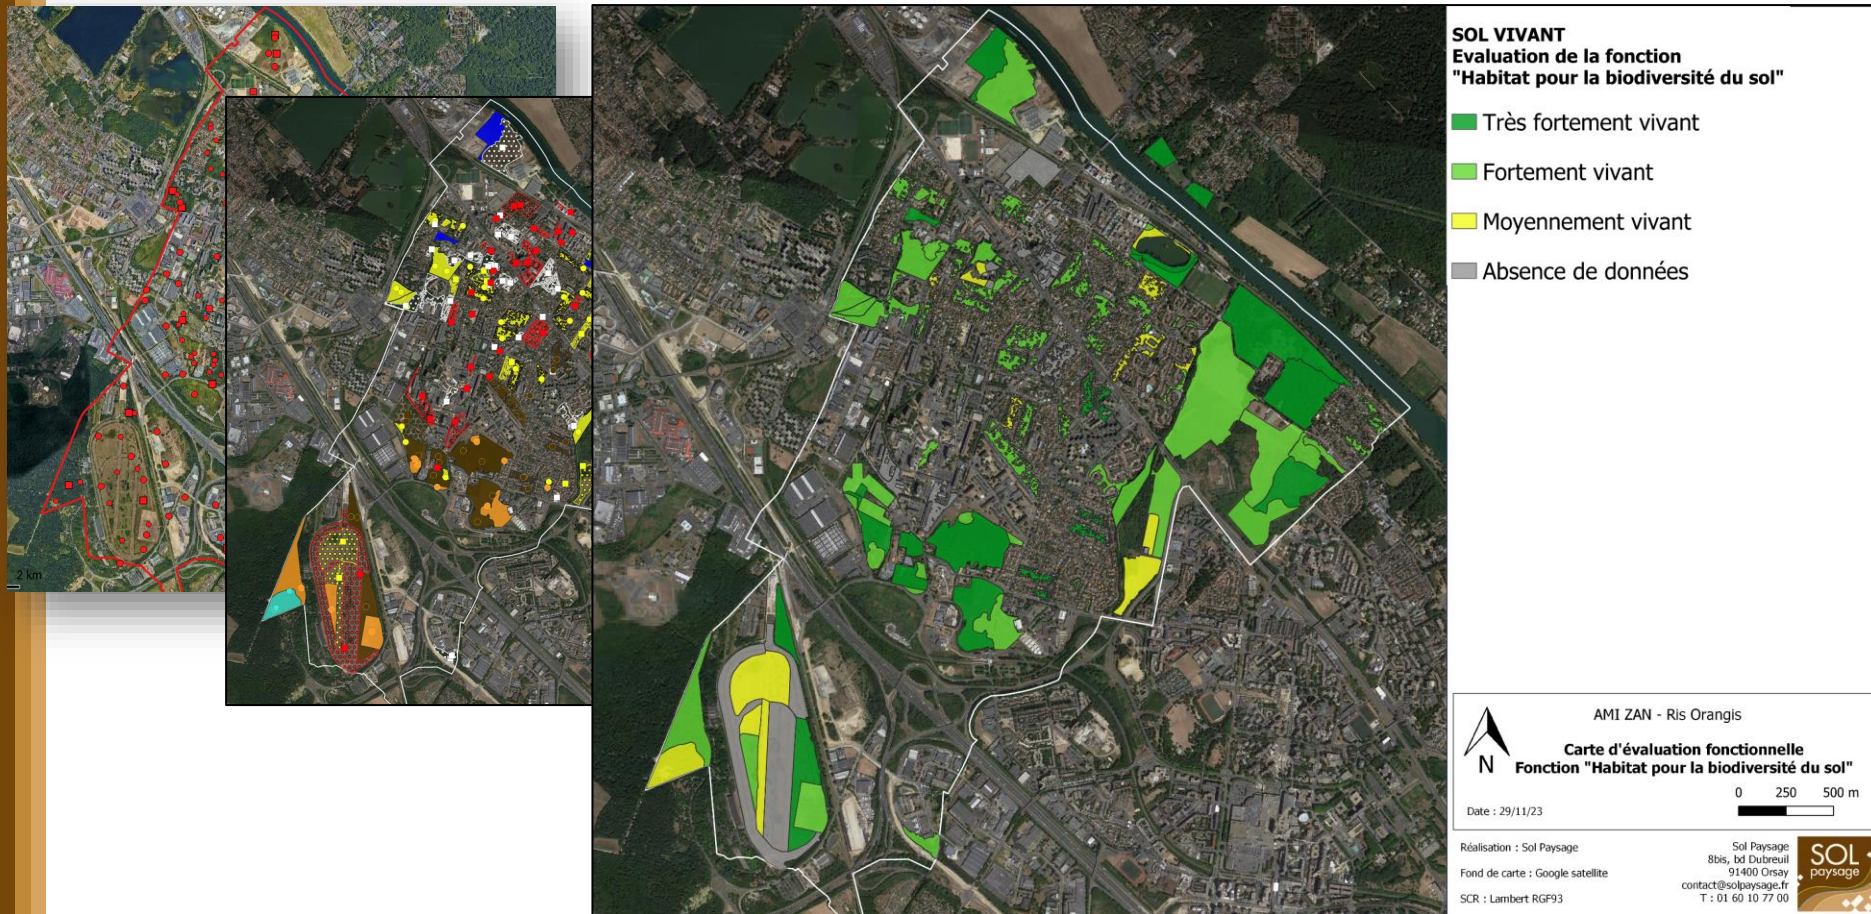 2 km
SOL VIVANT
Evaluation de la fonction
"Habitat pour la biodiversité du sol"
Très fortement vivant
Fortement vivant
Moyennement vivant
Absence de données
AMI ZAN - Ris Orangis
N
Carte d'évaluation fonctionnelle
Fonction "Habitat pour la biodiversité du sol"
0 250 500 m
Date : 29/11/23
Réalisation : Sol Paysage
Fond de carte : Google satellite
SCR : Lambert RGF93
Sol Paysage
8bis, bd Dubreuil
91400 Orsay
contact@solpaysage.fr
T : 01 60 10 77 00
SOL
paysage